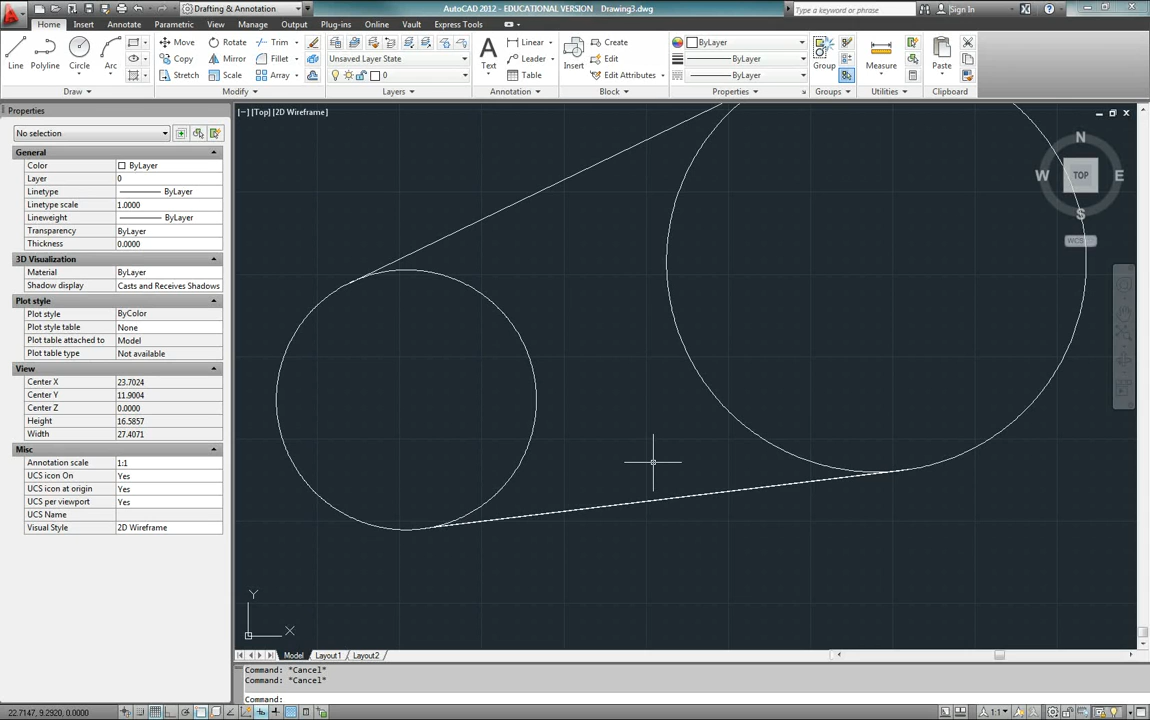 Drafting & Annotation
AutoCAD 2012 - EDUCATIONAL VERSION Drawing3.dwg
Type a keyword or phrase
Sign In
Home Insert Annotate Parametric View Manage Output Plug-ins Online Vault Express Tools
Line Polyline Circle Arc
Move Rotate Trim
Copy Mirror Fillet
Stretch Scale Array
Unsaved Layer State
0
Text
Linear
Leader
Table
Insert
Create
Edit
Edit Attributes
ByLayer
ByLayer
ByLayer
Group
Measure
Paste
Draw Modify Layers Annotation Block Properties Groups Utilities Clipboard
Properties
No selection
General
Color ByLayer
Layer 0
Linetype ByLayer
Linetype scale 1.0000
Lineweight ByLayer
Transparency ByLayer
Thickness 0.0000
3D Visualization
Material ByLayer
Shadow display Casts and Receives Shadows
Plot style
Plot style ByColor
Plot style table None
Plot table attached to Model
Plot table type Not available
View
Center X 23.7024
Center Y 11.9004
Center Z 0.0000
Height 16.5857
Width 27.4071
Misc
Annotation scale 1:1
UCS icon On Yes
UCS icon at origin Yes
UCS per viewport Yes
UCS Name
Visual Style 2D Wireframe
[−] [Top] [2D Wireframe]
N
W TOP E
S
WCS
Y
X
Model Layout1 Layout2
Command: *Cancel*
Command: *Cancel*
Command:
22.7147, 9.2920, 0.0000
1:1